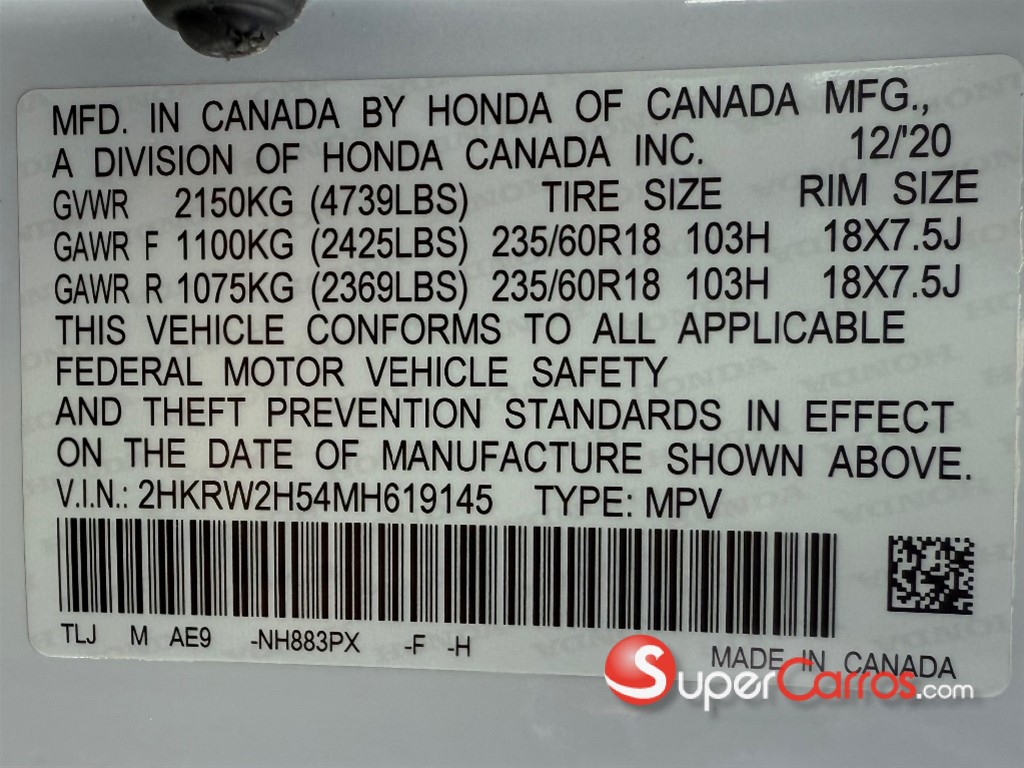 MFD. IN CANADA BY HONDA OF CANADA MFG.,
A DIVISION OF HONDA CANADA INC. 12/'20
GVWR 2150KG (4739LBS) TIRE SIZE RIM SIZE
GAWR F 1100KG (2425LBS) 235/60R18 103H 18X7.5J
GAWR R 1075KG (2369LBS) 235/60R18 103H 18X7.5J
THIS VEHICLE CONFORMS TO ALL APPLICABLE
FEDERAL MOTOR VEHICLE SAFETY
AND THEFT PREVENTION STANDARDS IN EFFECT
ON THE DATE OF MANUFACTURE SHOWN ABOVE.
V.I.N.: 2HKRW2H54MH619145 TYPE: MPV
TLJ M AE9 -NH883PX -F -H
MADE IN CANADA
SuperCarros.com